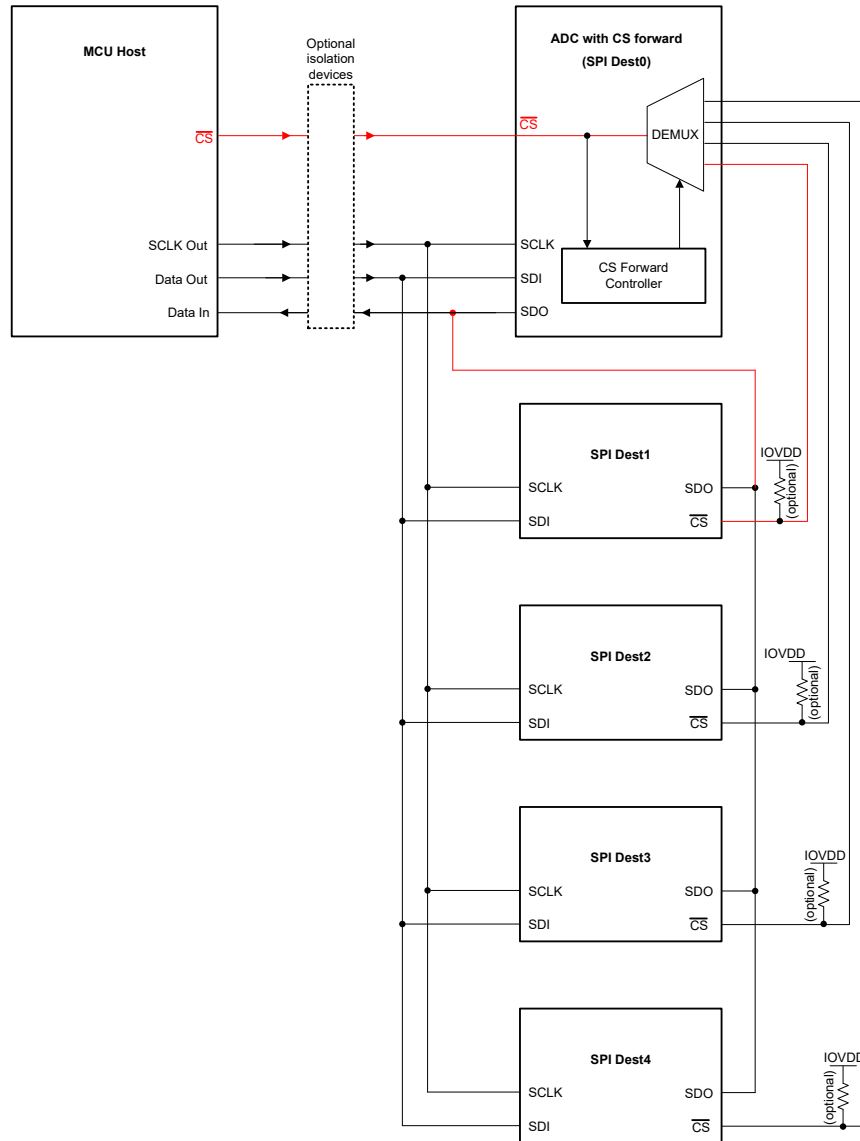 MCU Host
Optional
isolation
devices
ADC with CS forward
(SPI Dest0)
CS
CS
DEMUX
SCLK Out
SCLK
Data Out
SDI
CS Forward
Controller
Data In
SDO
SPI Dest1
IOVDD
(optional)
SCLK
SDO
SDI
CS
SPI Dest2
IOVDD
(optional)
SCLK
SDO
SDI
CS
SPI Dest3
IOVDD
(optional)
SCLK
SDO
SDI
CS
SPI Dest4
IOVDD
(optional)
SCLK
SDO
SDI
CS